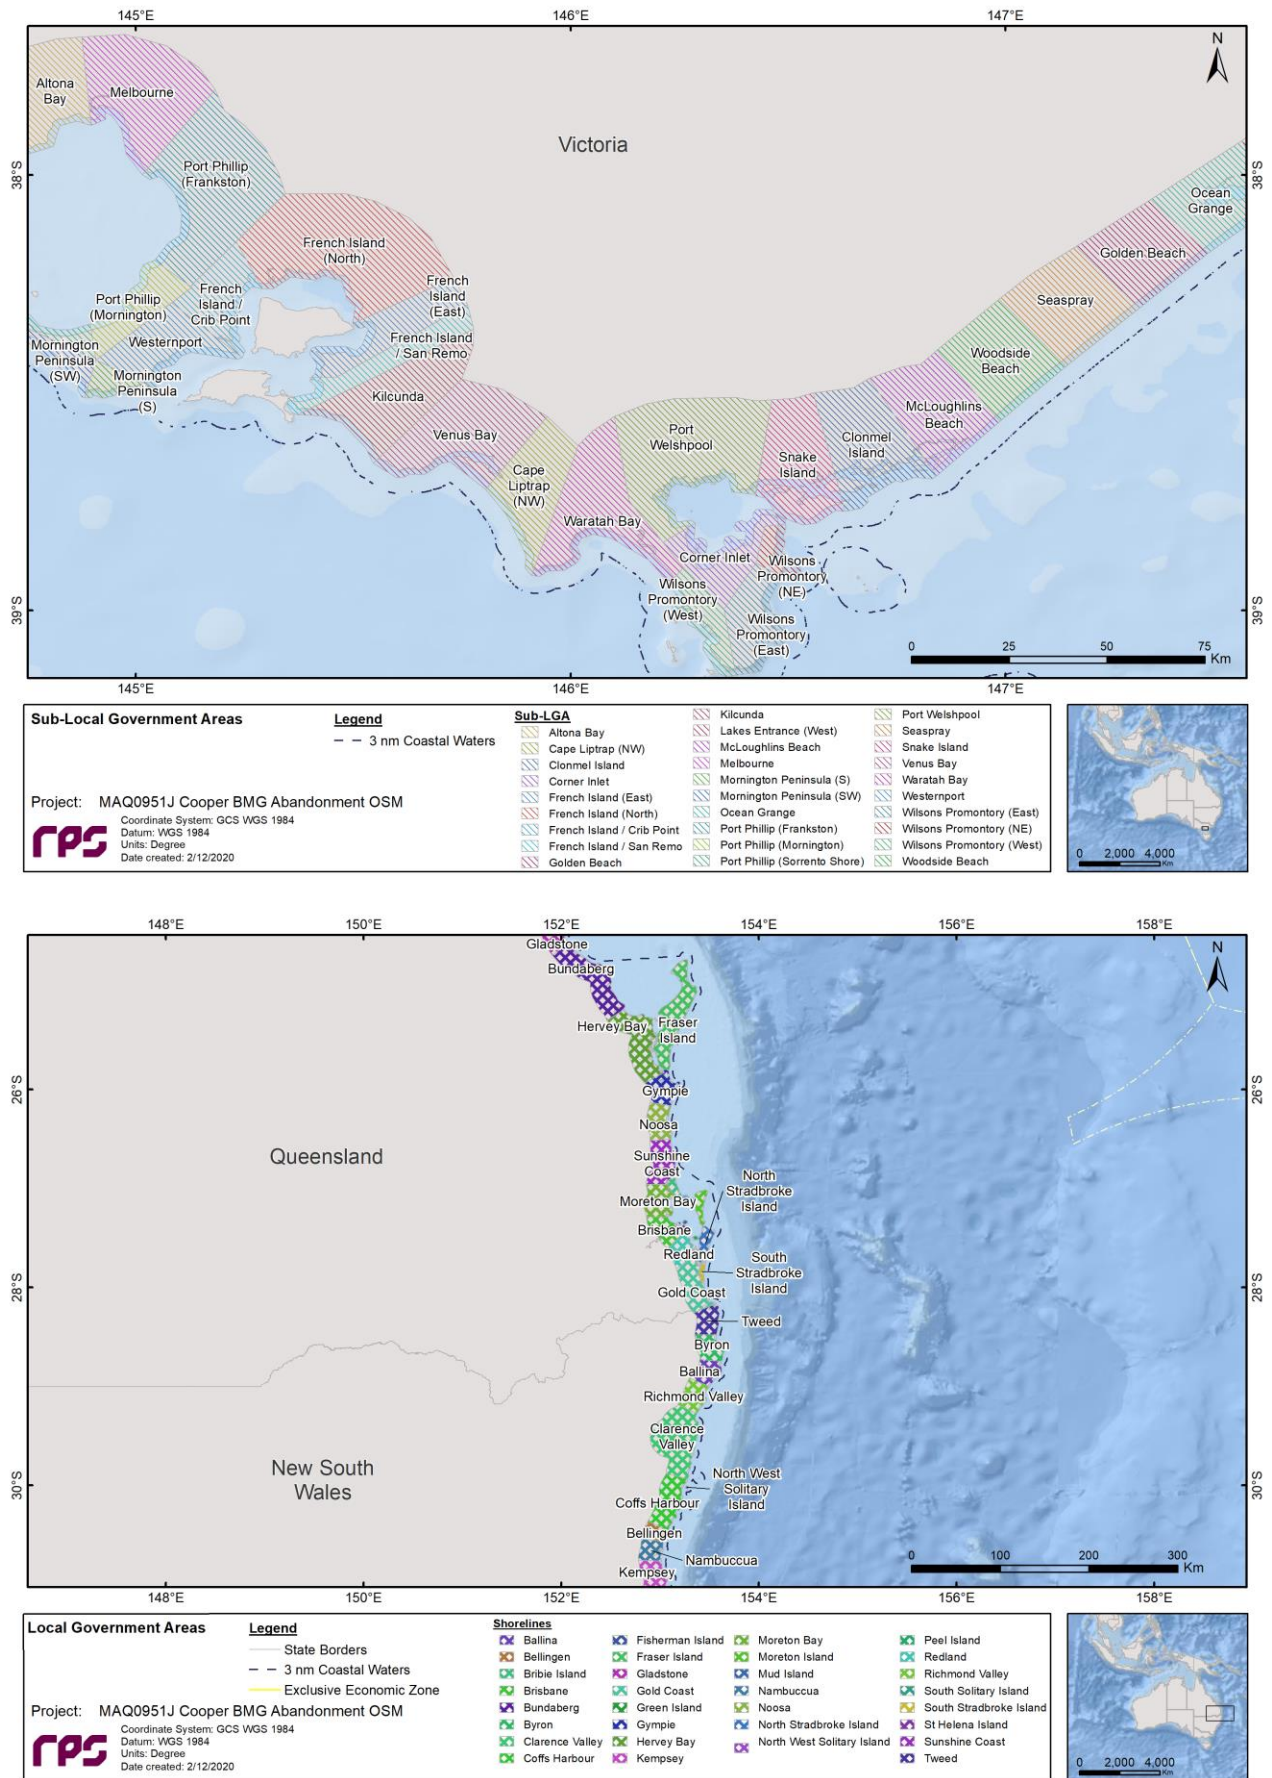 145°E
146°E
147°E
N
Altona
Bay
Melbourne
Victoria
38°S
38°S
Port Phillip
(Frankston)
Ocean
Grange
French Island
(North)
Golden Beach
French
Island
(East)
French
Island /
Crib Point
Port Phillip
(Mornington)
Seaspray
Westernport
French Island
/ San Remo
Mornington
Peninsula
(SW)
Woodside
Beach
Mornington
Peninsula
(S)
Kilcunda
McLoughlins
Beach
Venus Bay
Port
Welshpool
Clonmel
Island
Snake
Island
Cape
Liptrap
(NW)
Waratah Bay
Corner Inlet
Wilsons
Promontory
(NE)
Wilsons
Promontory
(West)
Wilsons
Promontory
(East)
39°S
39°S
0 25 50 75
Km
145°E
146°E
147°E
Sub-Local Government Areas
Legend
3 nm Coastal Waters
Sub-LGA
Altona Bay
Cape Liptrap (NW)
Clonmel Island
Corner Inlet
French Island (East)
French Island (North)
French Island / Crib Point
French Island / San Remo
Golden Beach
Kilcunda
Lakes Entrance (West)
McLoughlins Beach
Melbourne
Mornington Peninsula (S)
Mornington Peninsula (SW)
Ocean Grange
Port Phillip (Frankston)
Port Phillip (Mornington)
Port Phillip (Sorrento Shore)
Port Welshpool
Seaspray
Snake Island
Venus Bay
Waratah Bay
Westernport
Wilsons Promontory (East)
Wilsons Promontory (NE)
Wilsons Promontory (West)
Woodside Beach
Project: MAQ0951J Cooper BMG Abandonment OSM
rps
Coordinate System: GCS WGS 1984
Datum: WGS 1984
Units: Degree
Date created: 2/12/2020
0 2,000 4,000
Km
148°E
150°E
152°E
154°E
156°E
158°E
N
Gladstone
Bundaberg
Hervey Bay
Fraser
Island
26°S
26°S
Gympie
Noosa
Queensland
Sunshine
Coast
North
Stradbroke
Island
Moreton Bay
Brisbane
Redland
South
Stradbroke
Island
28°S
28°S
Gold Coast
Tweed
Byron
Ballina
Richmond Valley
Clarence
Valley
New South
Wales
North West
Solitary
Island
30°S
30°S
Coffs Harbour
Bellingen
Nambuccua
Kempsey
0 100 200 300
Km
148°E
150°E
152°E
154°E
156°E
158°E
Local Government Areas
Legend
State Borders
3 nm Coastal Waters
Exclusive Economic Zone
Shorelines
Ballina
Bellingen
Bribie Island
Brisbane
Bundaberg
Byron
Clarence Valley
Coffs Harbour
Fisherman Island
Fraser Island
Gladstone
Gold Coast
Green Island
Gympie
Hervey Bay
Kempsey
Moreton Bay
Moreton Island
Mud Island
Nambuccua
Noosa
North Stradbroke Island
North West Solitary Island
Peel Island
Redland
Richmond Valley
South Solitary Island
South Stradbroke Island
St Helena Island
Sunshine Coast
Tweed
Project: MAQ0951J Cooper BMG Abandonment OSM
rps
Coordinate System: GCS WGS 1984
Datum: WGS 1984
Units: Degree
Date created: 2/12/2020
0 2,000 4,000
Km